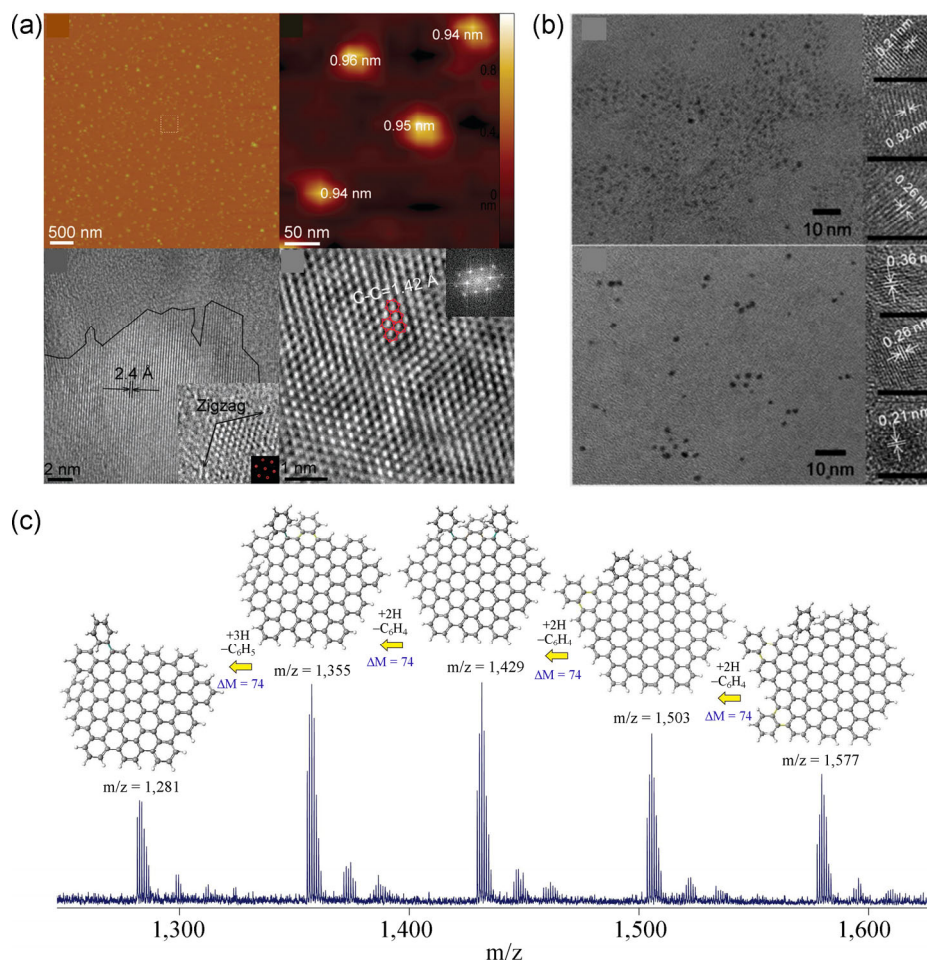 (a)
0.94 nm
0.96 nm
0.8
0.95 nm
0.4
0.94 nm
0
nm
500 nm
50 nm
C-C=1.42 Å
2.4 Å
Zigzag
2 nm
1 nm
(b)
0.21 nm
0.32 nm
0.26 nm
10 nm
0.36 nm
0.26 nm
0.21 nm
10 nm
(c)
+3H
−C₆H₅
ΔM = 74
+2H
−C₆H₄
ΔM = 74
+2H
−C₆H₄
ΔM = 74
+2H
−C₆H₄
ΔM = 74
m/z = 1,281
m/z = 1,355
m/z = 1,429
m/z = 1,503
m/z = 1,577
1,300
1,400
1,500
1,600
m/z